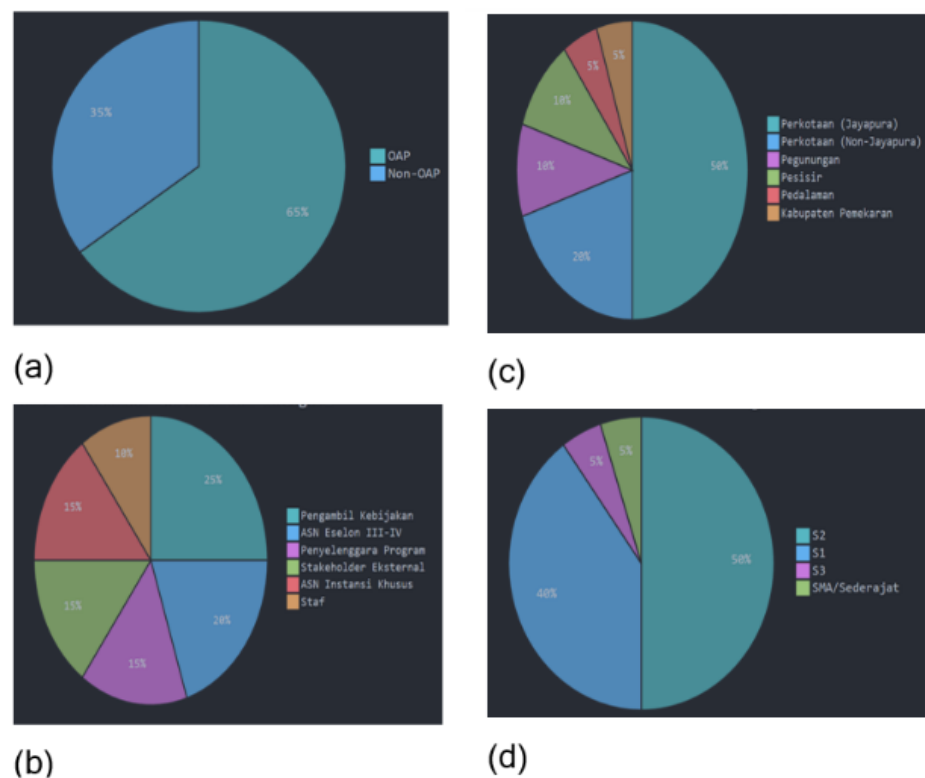 35%
65%
OAP
Non-OAP
(a)
5%
5%
10%
10%
20%
50%
Perkotaan (Jayapura)
Perkotaan (Non-Jayapura)
Pegunungan
Pesisir
Pedalaman
Kabupaten Pemekaran
(c)
10%
25%
15%
15%
15%
20%
Pengambil Kebijakan
ASN Eselon III-IV
Penyelenggara Program
Stakeholder Eksternal
ASN Instansi Khusus
Staf
(b)
5%
5%
40%
50%
S2
S1
S3
SMA/Sederajat
(d)